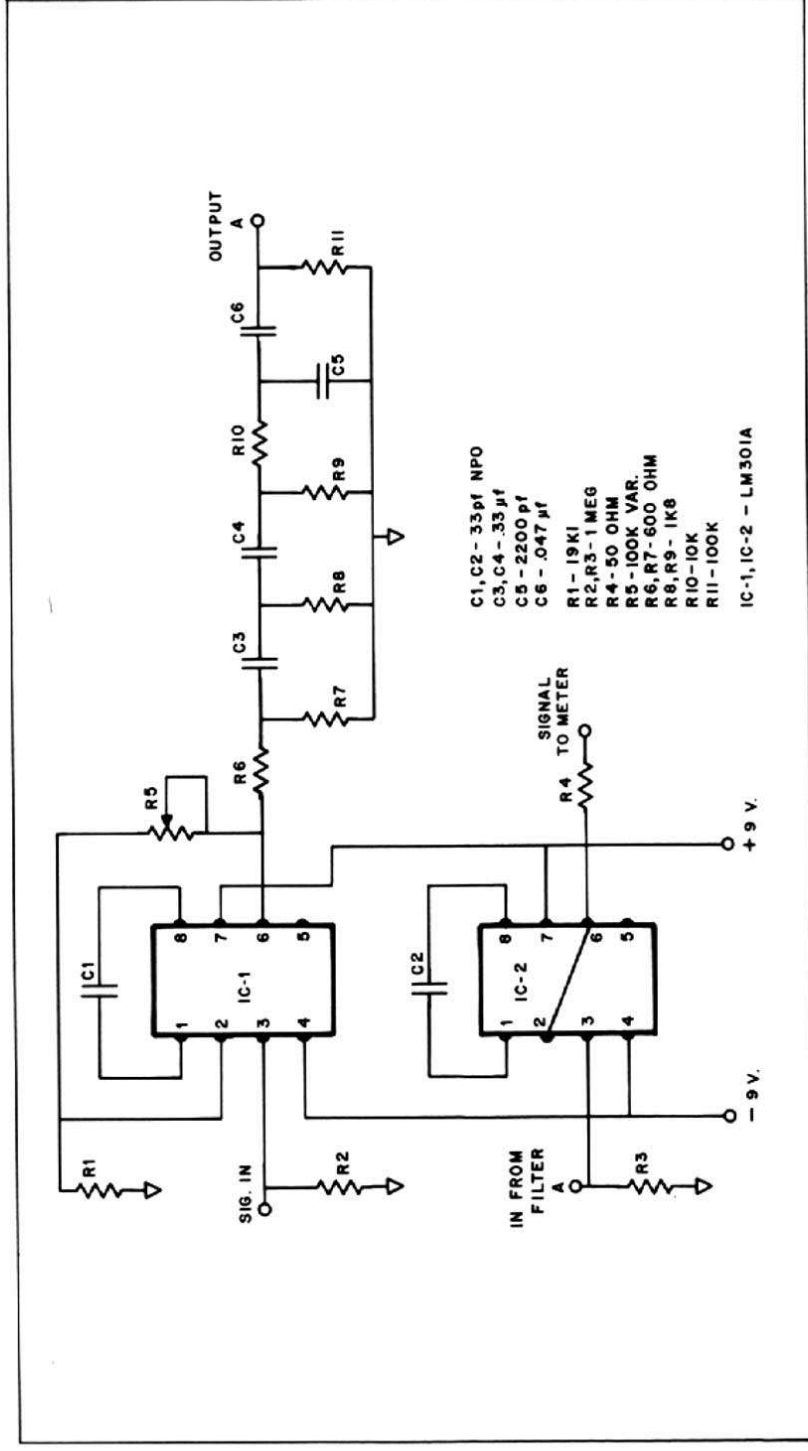 OUTPUT
A
C6
R11
C5
R10
C4
R9
R8
C3
R7
R6
R5
C1
8
7
6
5
IC-1
1
2
3
4
R1
SIG. IN
R2
SIGNAL
TO METER
R4
C2
8
7
6
5
IC-2
1
2
3
4
IN FROM
FILTER
A
R3
+ 9 V.
– 9 V.
C1, C2 - 33pf NPO
C3, C4 - .33 µf
C5 - 2200 pf
C6 - .047 µf
R1 - 19K1
R2, R3 - 1 MEG
R4 - 50 OHM
R5 - 100K VAR.
R6, R7 - 600 OHM
R8, R9 - 1K8
R10 - 10K
R11 - 100K
IC-1, IC-2 - LM301A